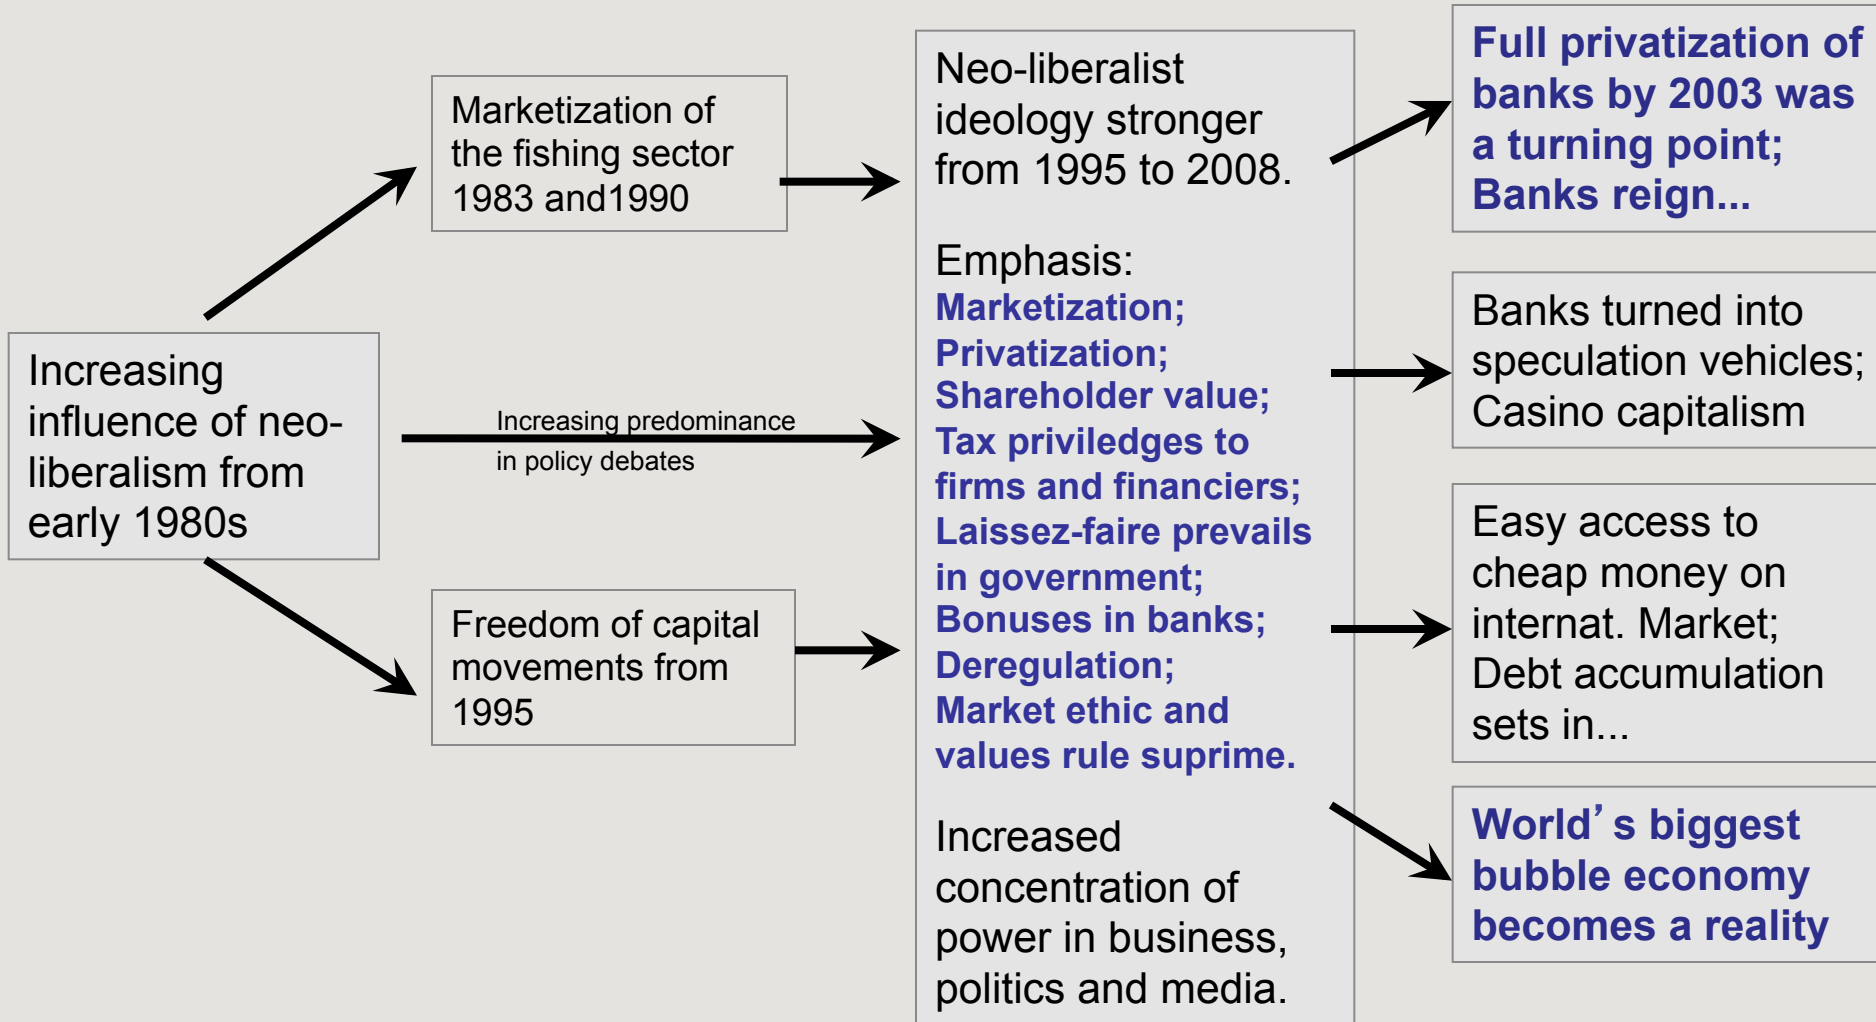 Increasing
influence of neo-
liberalism from
early 1980s
Marketization of
the fishing sector
1983 and1990
Increasing predominance
in policy debates
Freedom of capital
movements from
1995
Neo-liberalist
ideology stronger
from 1995 to 2008.
Emphasis:
Marketization;
Privatization;
Shareholder value;
Tax priviledges to
firms and financiers;
Laissez-faire prevails
in government;
Bonuses in banks;
Deregulation;
Market ethic and
values rule suprime.
Increased
concentration of
power in business,
politics and media.
Full privatization of
banks by 2003 was
a turning point;
Banks reign...
Banks turned into
speculation vehicles;
Casino capitalism
Easy access to
cheap money on
internat. Market;
Debt accumulation
sets in...
World’s biggest
bubble economy
becomes a reality